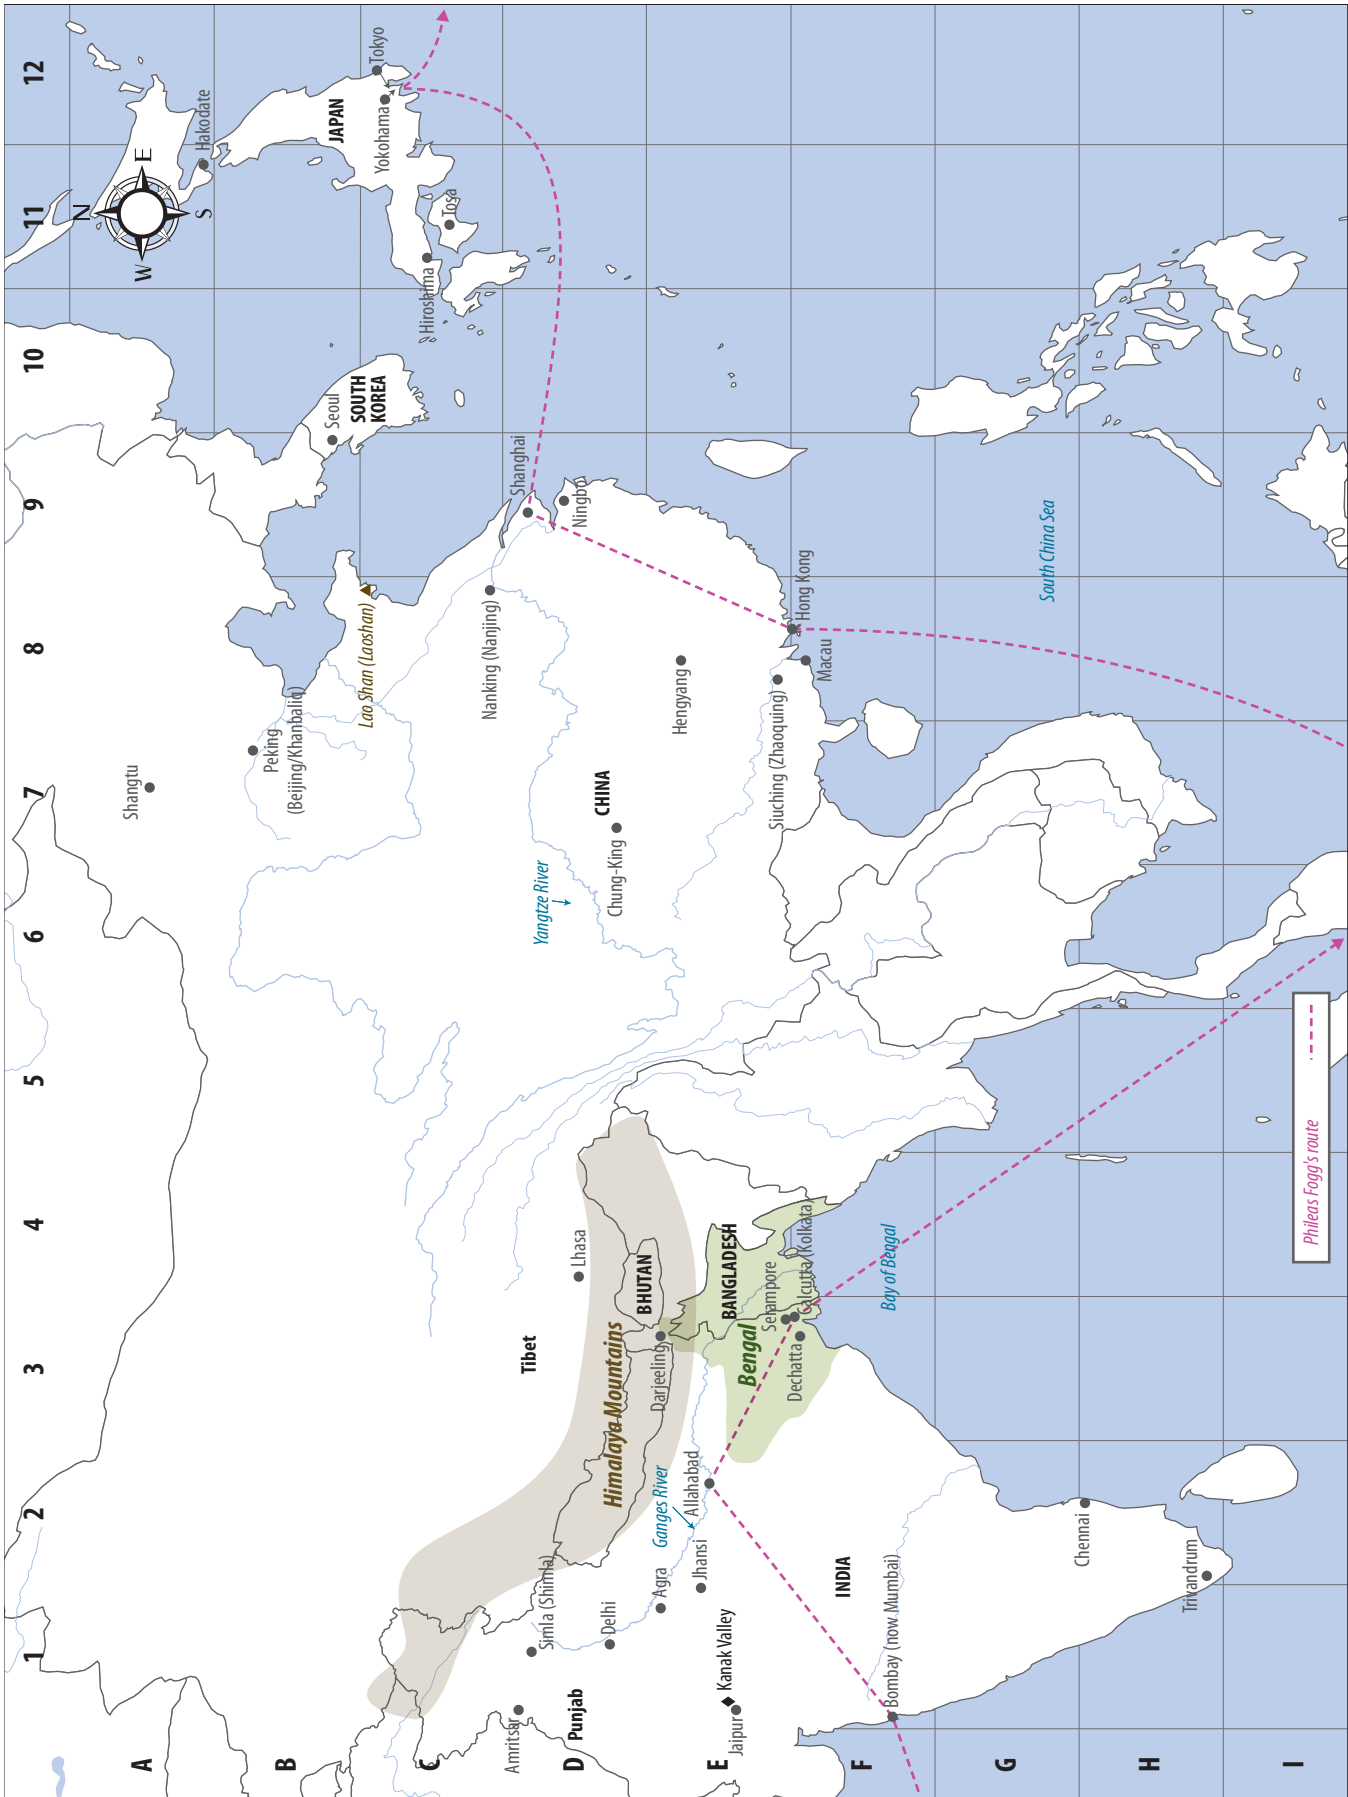 1
2
3
4
5
6
7
8
9
10
11
12
A
B
C
D
E
F
G
H
I
N
E
S
W
Hakodate
JAPAN
Tokyo
Yokohama
Tosa
Hiroshima
Seoul
SOUTH
KOREA
Shangtu
Peking
(Beijing/Khanbaliq)
Lao Shan (Laoshan)
Nanking (Nanjing)
Shanghai
Ningbo
CHINA
Yangtze River
Chung-King
Hengyang
Siuching (Zhaoquing)
Hong Kong
Macau
South China Sea
Tibet
Lhasa
Himalaya Mountains
BHUTAN
Darjeeling
BANGLADESH
Bengal
Serampore
Calcutta (Kolkata)
Dechatta
Bay of Bengal
Amritsar
Punjab
Simla (Shimla)
Delhi
Agra
Ganges River
Allahabad
Jhansi
Kanak Valley
Jaipur
INDIA
Bombay (now Mumbai)
Chennai
Trivandrum
Phileas Fogg's route